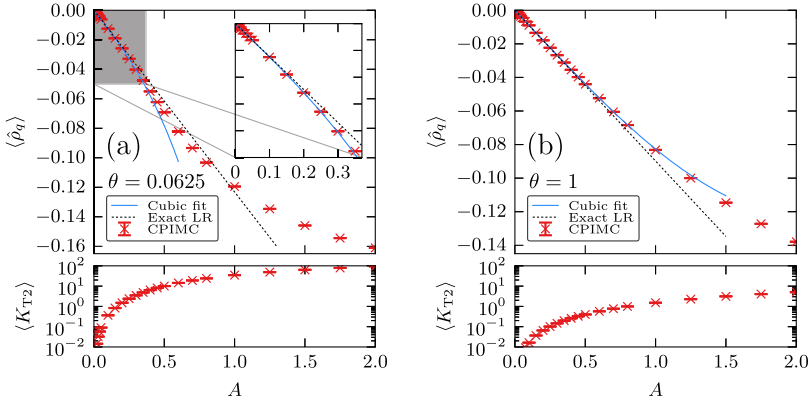 0.00
−0.02
−0.04
−0.06
−0.08
−0.10
−0.12
−0.14
−0.16
⟨ρ̂q⟩
0 0.1 0.2 0.3
(a)
θ = 0.0625
Cubic fit
Exact LR
CPIMC
10²
10¹
10⁰
10⁻¹
10⁻²
⟨K_T2⟩
0.0 0.5 1.0 1.5 2.0
A
0.00
−0.02
−0.04
−0.06
−0.08
−0.10
−0.12
−0.14
⟨ρ̂q⟩
(b)
θ = 1
Cubic fit
Exact LR
CPIMC
10²
10¹
10⁰
10⁻¹
10⁻²
⟨K_T2⟩
0.0 0.5 1.0 1.5 2.0
A